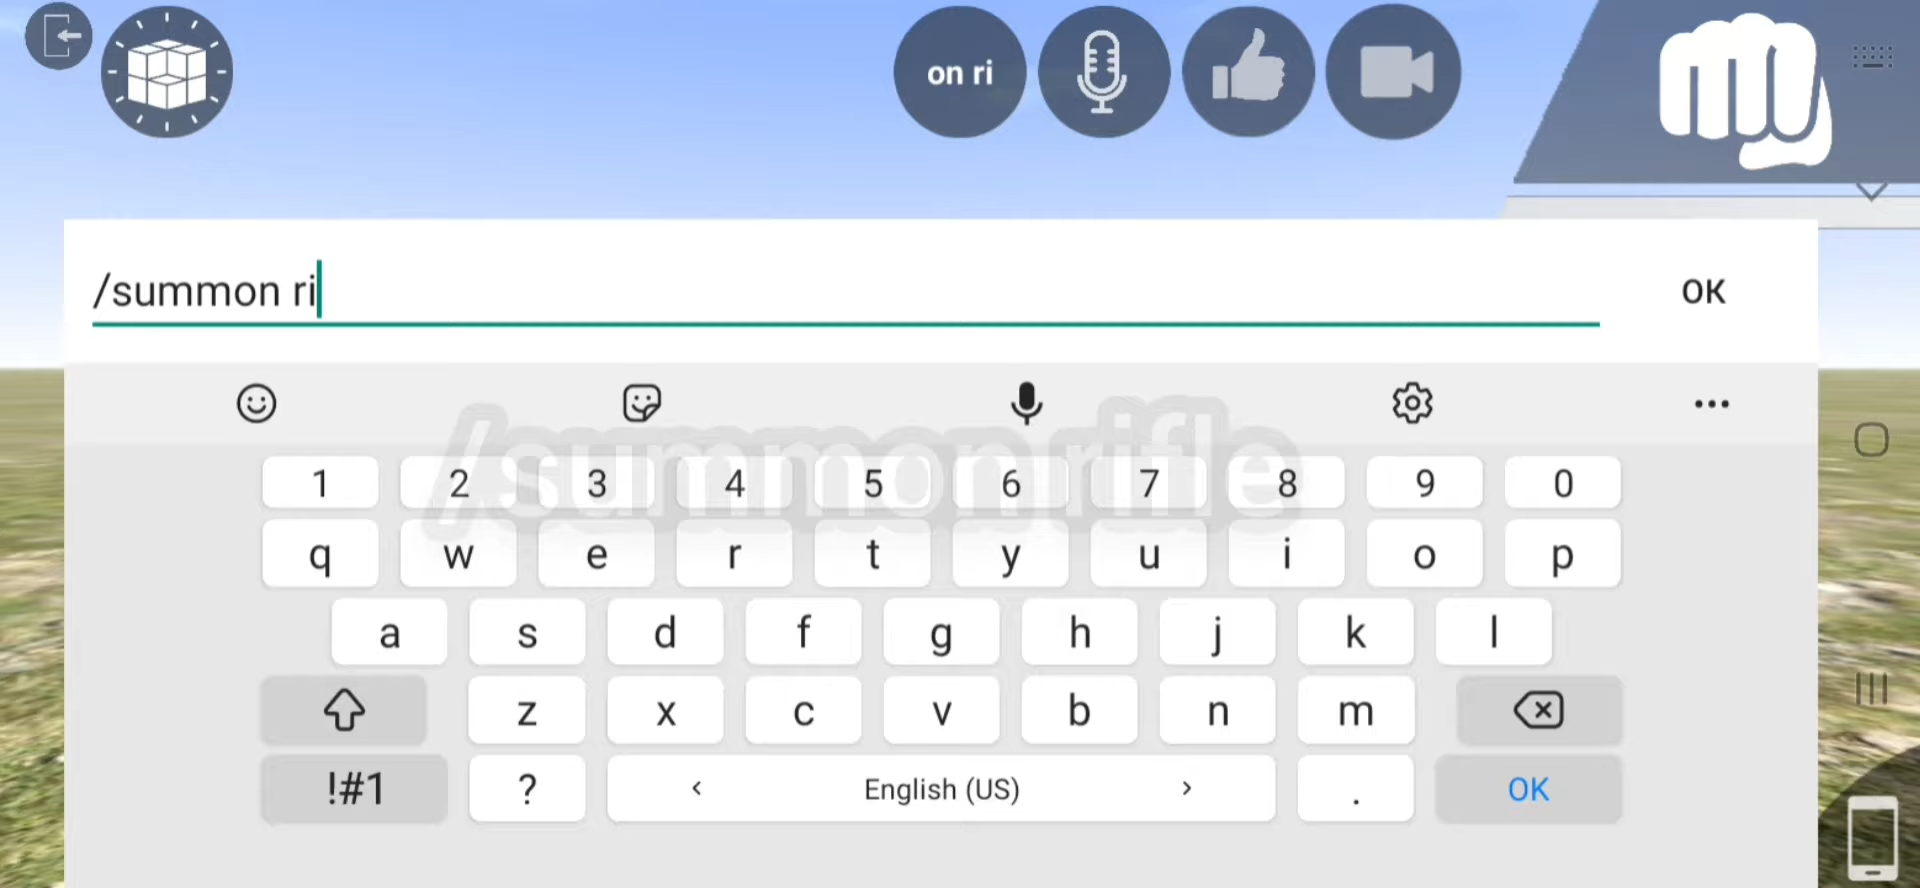 on ri
/summon ri
OK
/summon rifle
1 2 3 4 5 6 7 8 9 0
q w e r t y u i o p
a s d f g h j k l
z x c v b n m
!#1 ? < English (US) > . OK